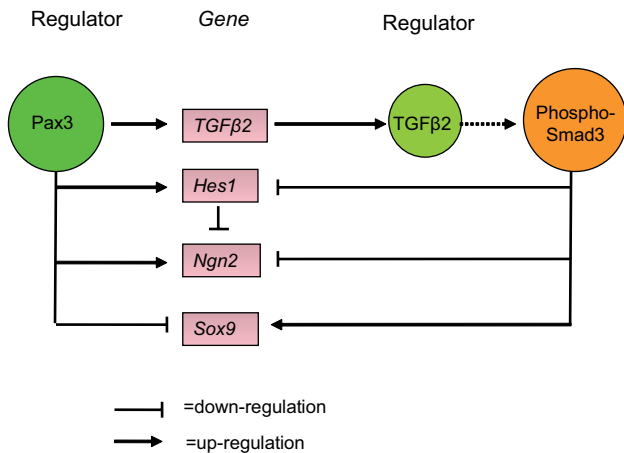 Regulator
Gene
Regulator
Pax3
TGFβ2
TGFβ2
Phospho-
Smad3
Hes1
Ngn2
Sox9
=down-regulation
=up-regulation